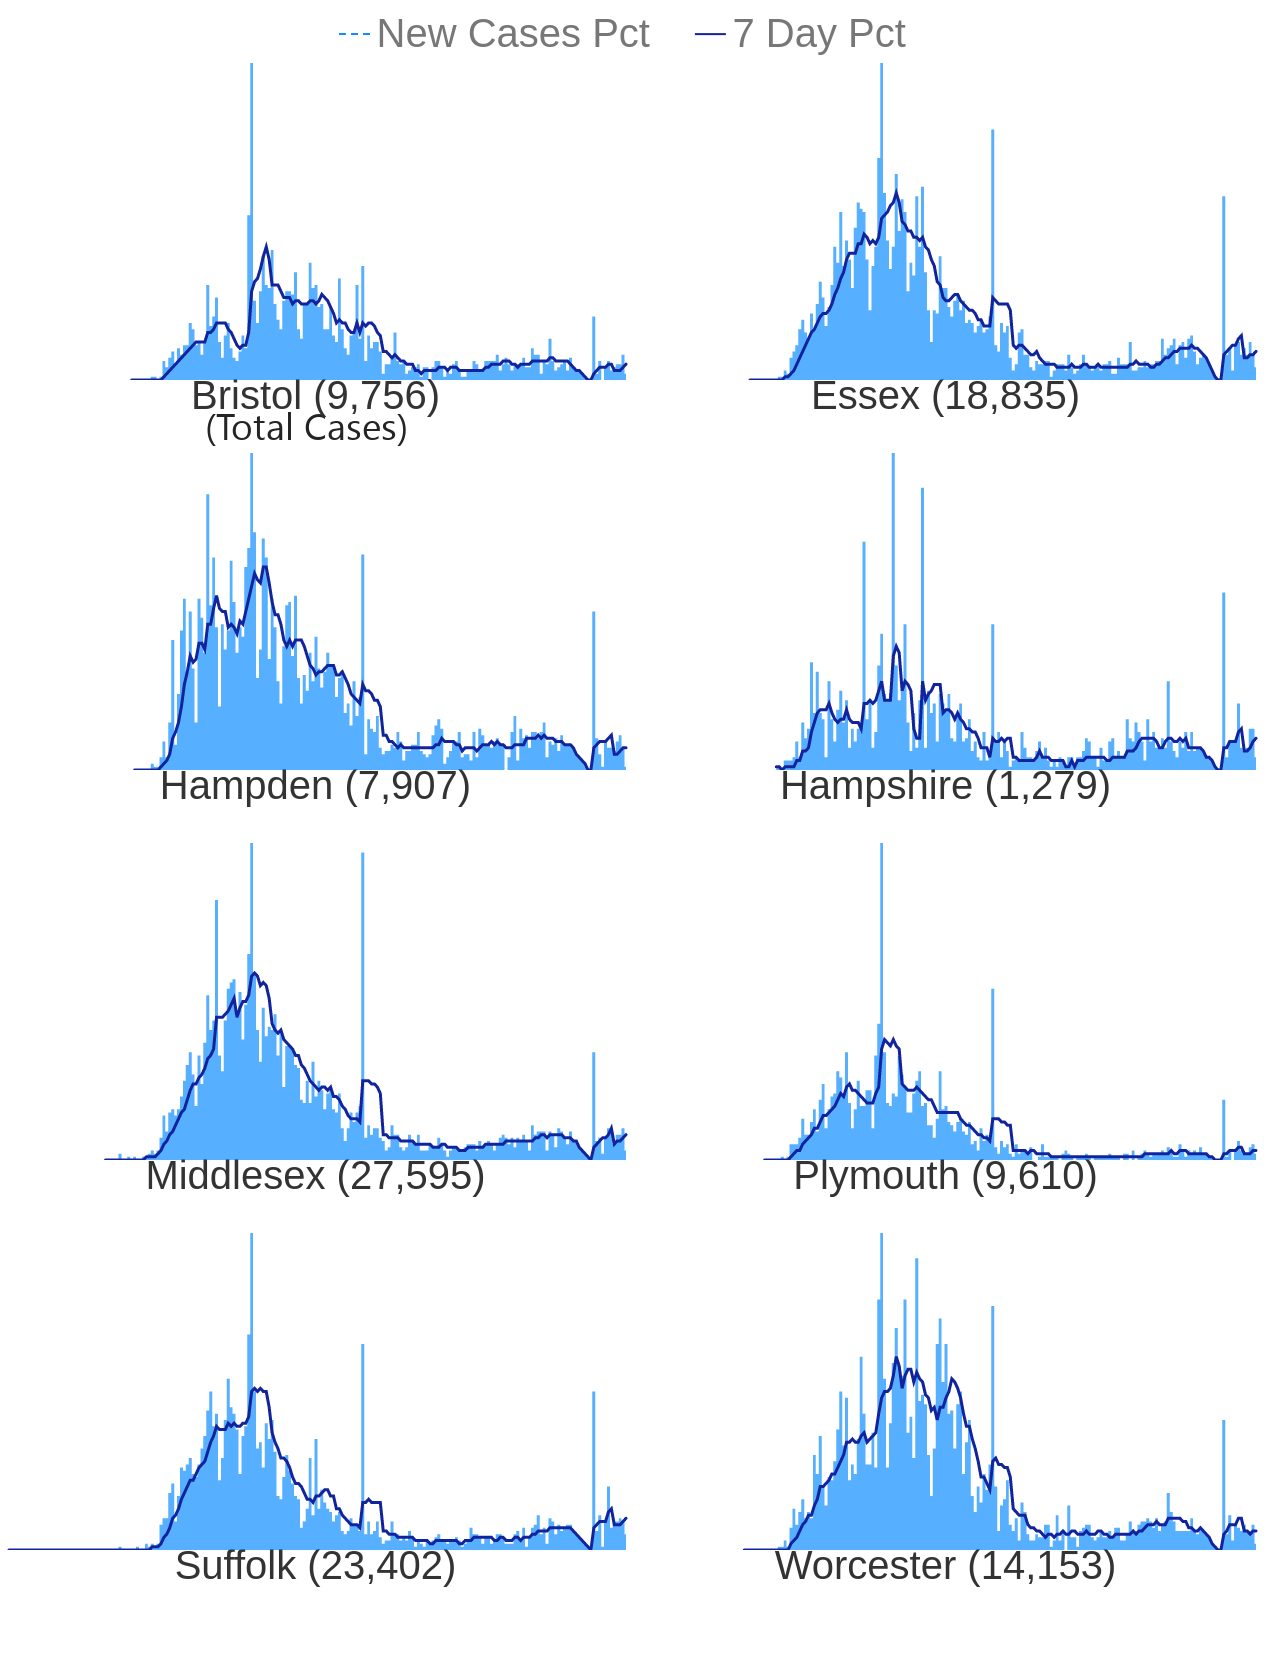 New Cases Pct 7 Day Pct
Bristol (9,756) Essex (18,835)
(Total Cases)
Hampden (7,907) Hampshire (1,279)
Middlesex (27,595) Plymouth (9,610)
Suffolk (23,402) Worcester (14,153)